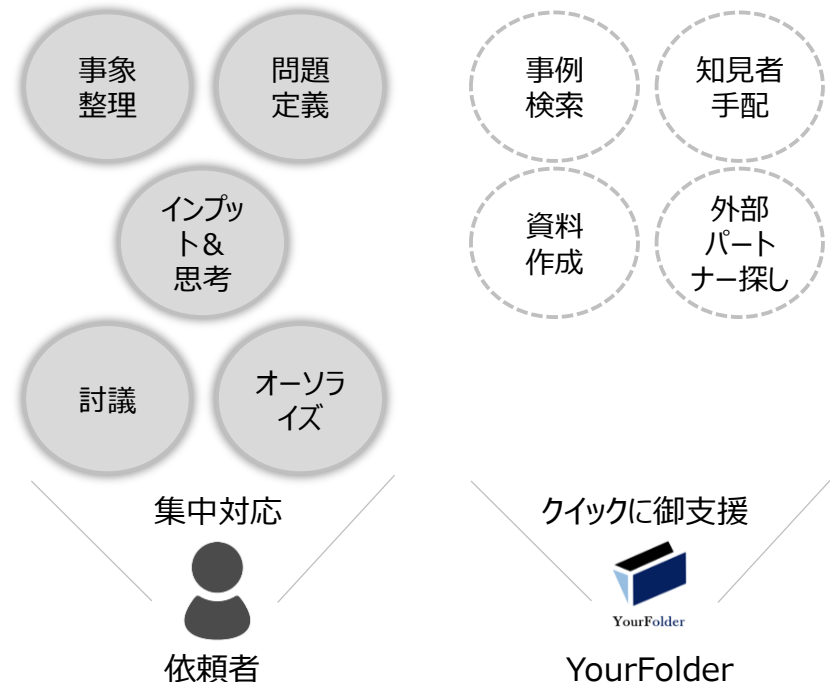 事象
整理
問題
定義
インプッ
ト＆
思考
討議
オーソラ
イズ
集中対応
依頼者
事例
検索
知見者
手配
資料
作成
外部
パート
ナー探し
クイックに御支援
YourFolder
YourFolder